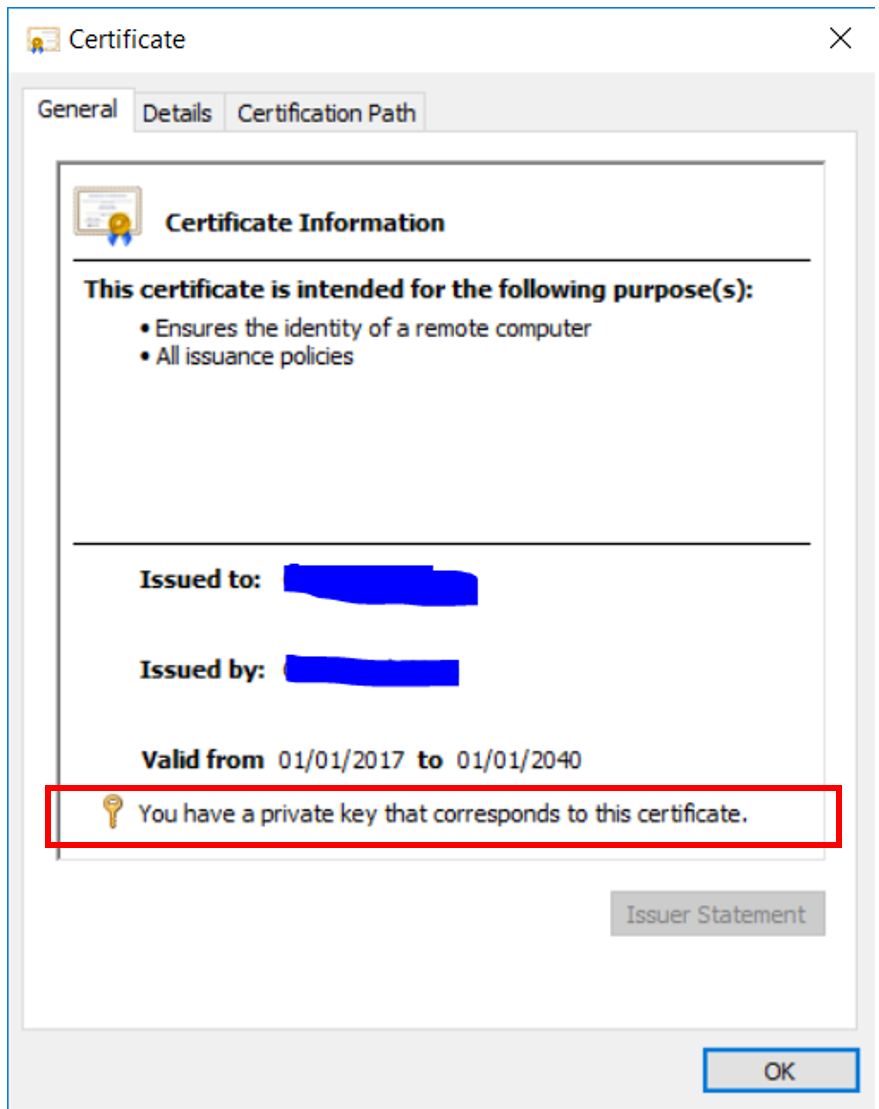 Certificate
General Details Certification Path
Certificate Information
This certificate is intended for the following purpose(s):
• Ensures the identity of a remote computer
• All issuance policies
Issued to:
Issued by:
Valid from 01/01/2017 to 01/01/2040
You have a private key that corresponds to this certificate.
Issuer Statement
OK